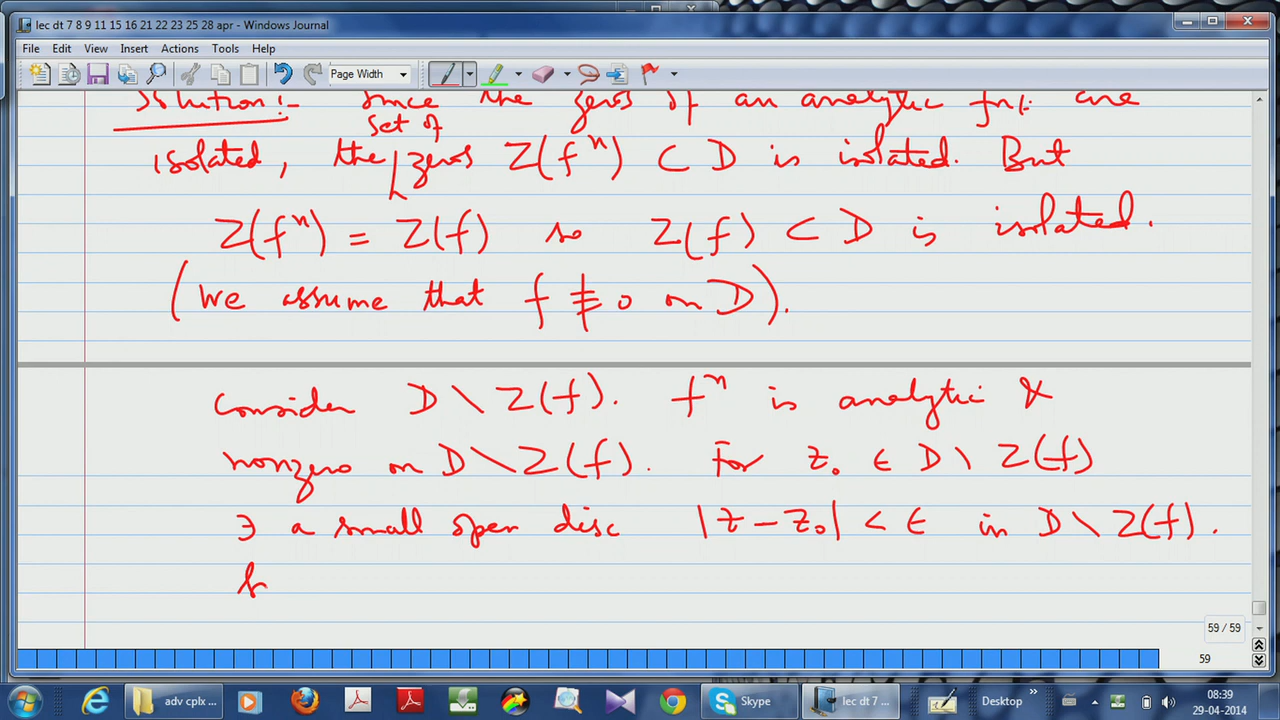 lec dt 7 8 9 11 15 16 21 22 23 25 28 apr - Windows Journal
File Edit View Insert Actions Tools Help
Page Width
Solution :- Since the zeros of an analytic fn. are
set of
isolated, the zeros Z(f^n) ⊂ D is isolated. But
Z(f^n) = Z(f) so Z(f) ⊂ D is isolated.
(We assume that f ≢ 0 on D).
Consider D \ Z(f). f^n is analytic &
nonzero on D \ Z(f). For z₀ ∈ D \ Z(f)
∃ a small open disc |z - z₀| < ε in D \ Z(f).
59 / 59
59
adv cplx ...
Skype
lec dt 7 ...
Desktop
08:39
29-04-2014